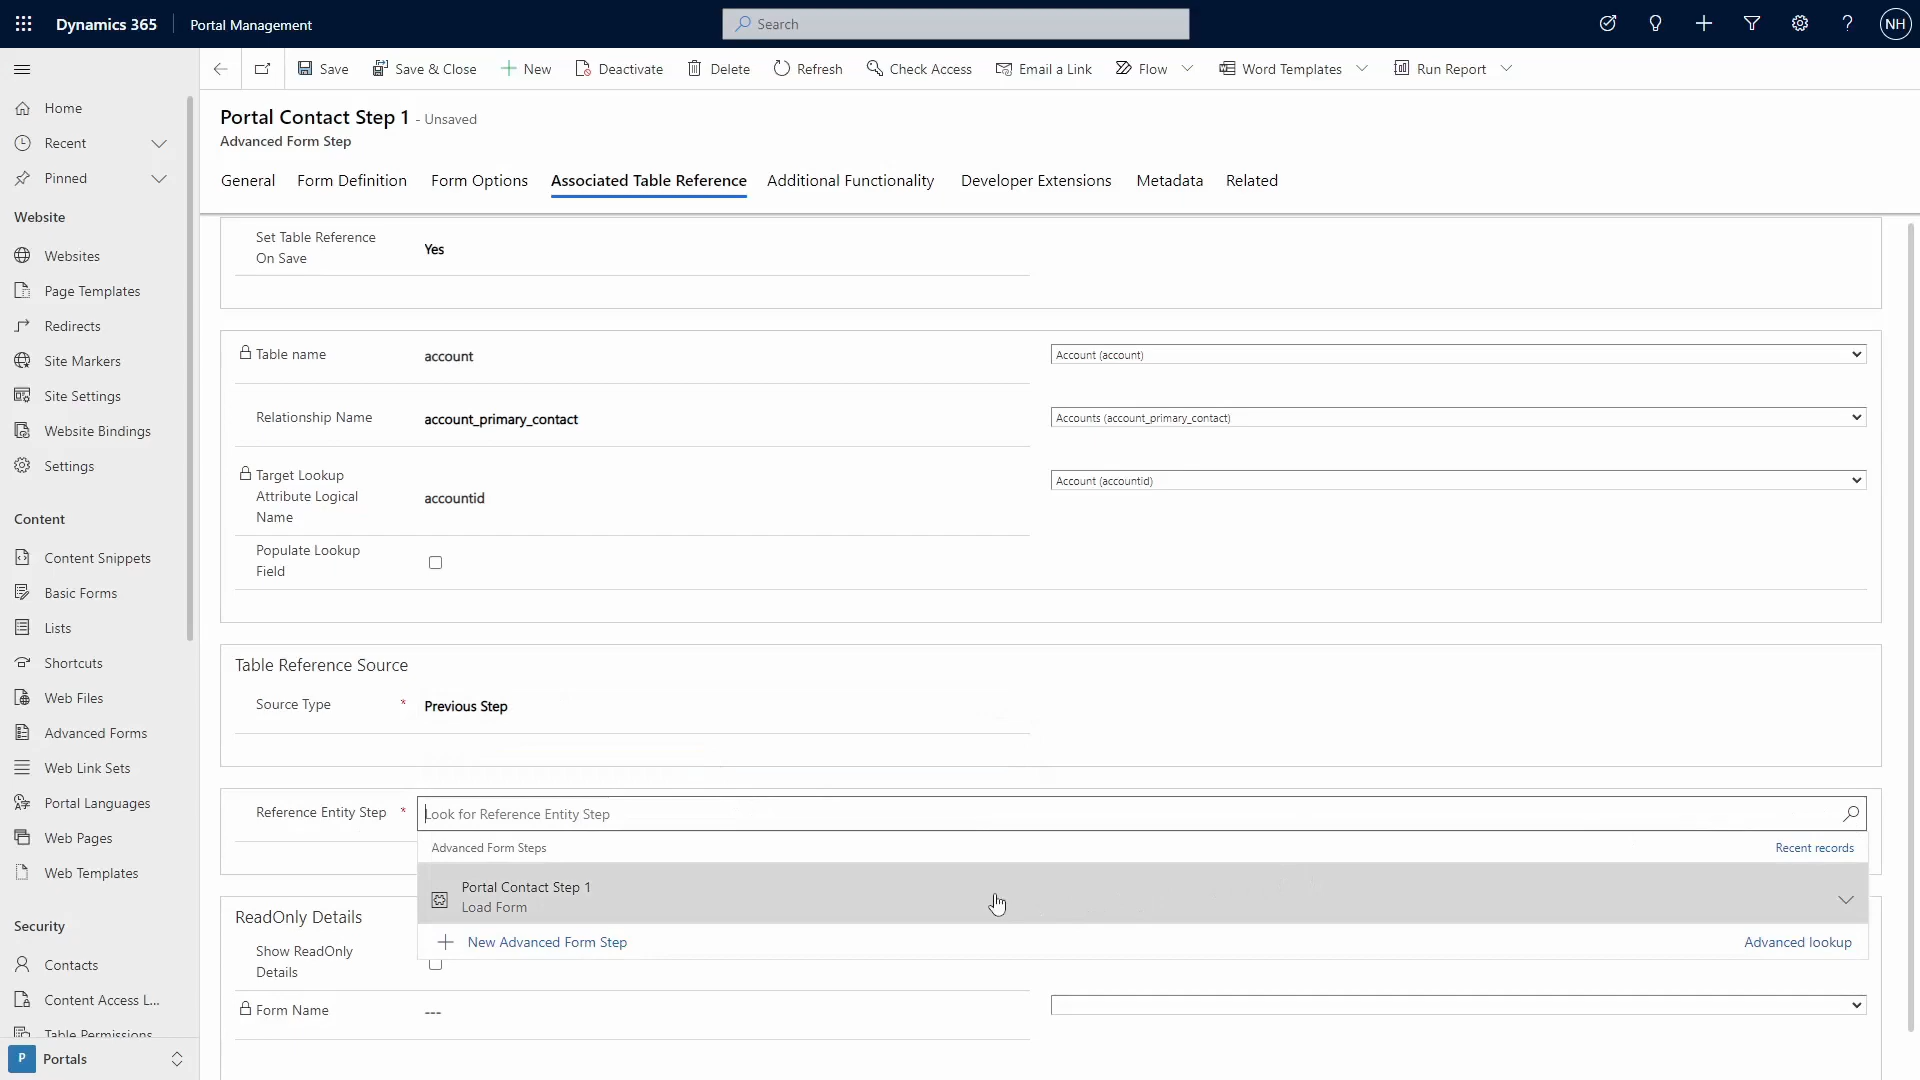 Dynamics 365
Portal Management
Search
NH
Save
Save & Close
New
Deactivate
Delete
Refresh
Check Access
Email a Link
Flow
Word Templates
Run Report
Home
Recent
Pinned
Website
Websites
Page Templates
Redirects
Site Markers
Site Settings
Website Bindings
Settings
Content
Content Snippets
Basic Forms
Lists
Shortcuts
Web Files
Advanced Forms
Web Link Sets
Portal Languages
Web Pages
Web Templates
Security
Contacts
Content Access L...
Table Permissions
P
Portals
Portal Contact Step 1 - Unsaved
Advanced Form Step
General
Form Definition
Form Options
Associated Table Reference
Additional Functionality
Developer Extensions
Metadata
Related
Set Table Reference
On Save
Yes
Table name
account
Account (account)
Relationship Name
account_primary_contact
Accounts (account_primary_contact)
Target Lookup
Attribute Logical
Name
accountid
Account (accountid)
Populate Lookup
Field
Table Reference Source
Source Type *
Previous Step
Reference Entity Step *
Look for Reference Entity Step
Advanced Form Steps
Recent records
Portal Contact Step 1
Load Form
New Advanced Form Step
Advanced lookup
ReadOnly Details
Show ReadOnly
Details
Form Name
---